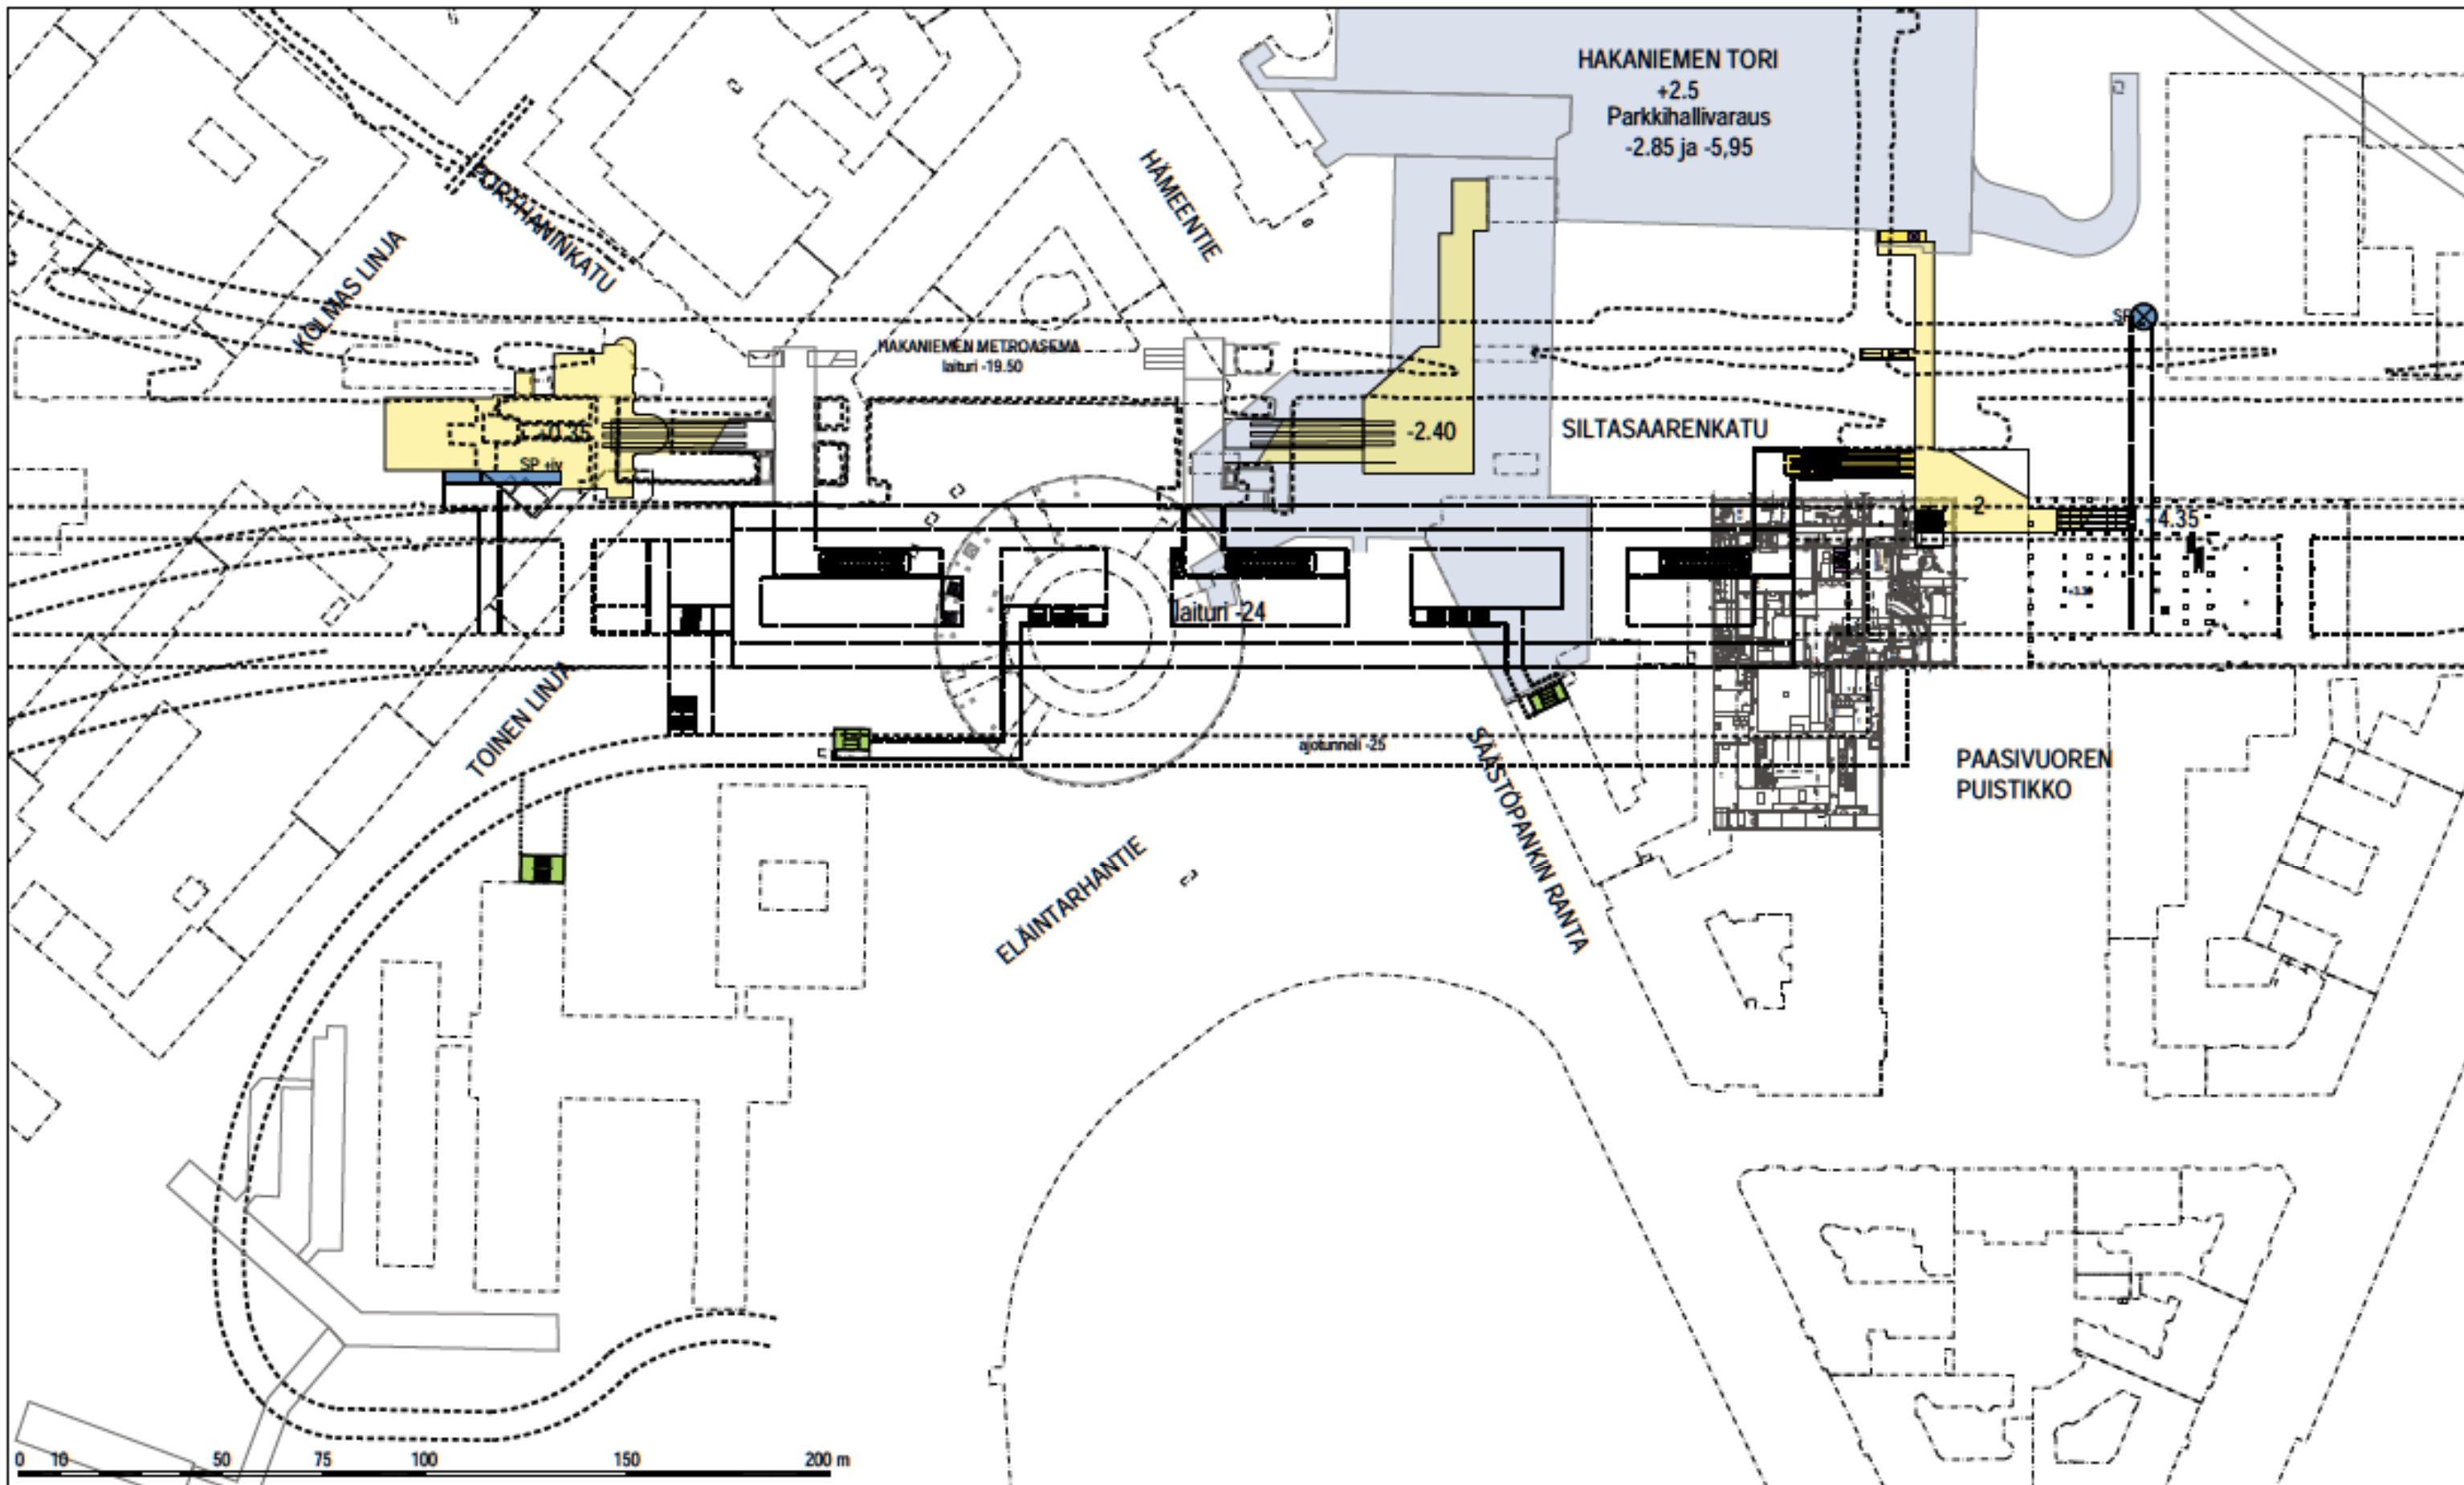 HAKANIEMEN TORI
+2.5
Parkkihallivaraus
-2.85 ja -5,95
PORTHANINKATU
HÄMEENTIE
KOLMAS LINJA
HAKANIEMEN METROASEMA
laituri -19.50
SP
+0.35
-2.40
SILTASAARENKATU
SP +iv
-2
-4.35
laituri -24
TOINEN LINJA
ajotunneli -25
SÄÄSTÖPANKIN RANTA
PAASIVUOREN
PUISTIKKO
ELÄINTARHANTIE
0 10 50 75 100 150 200 m